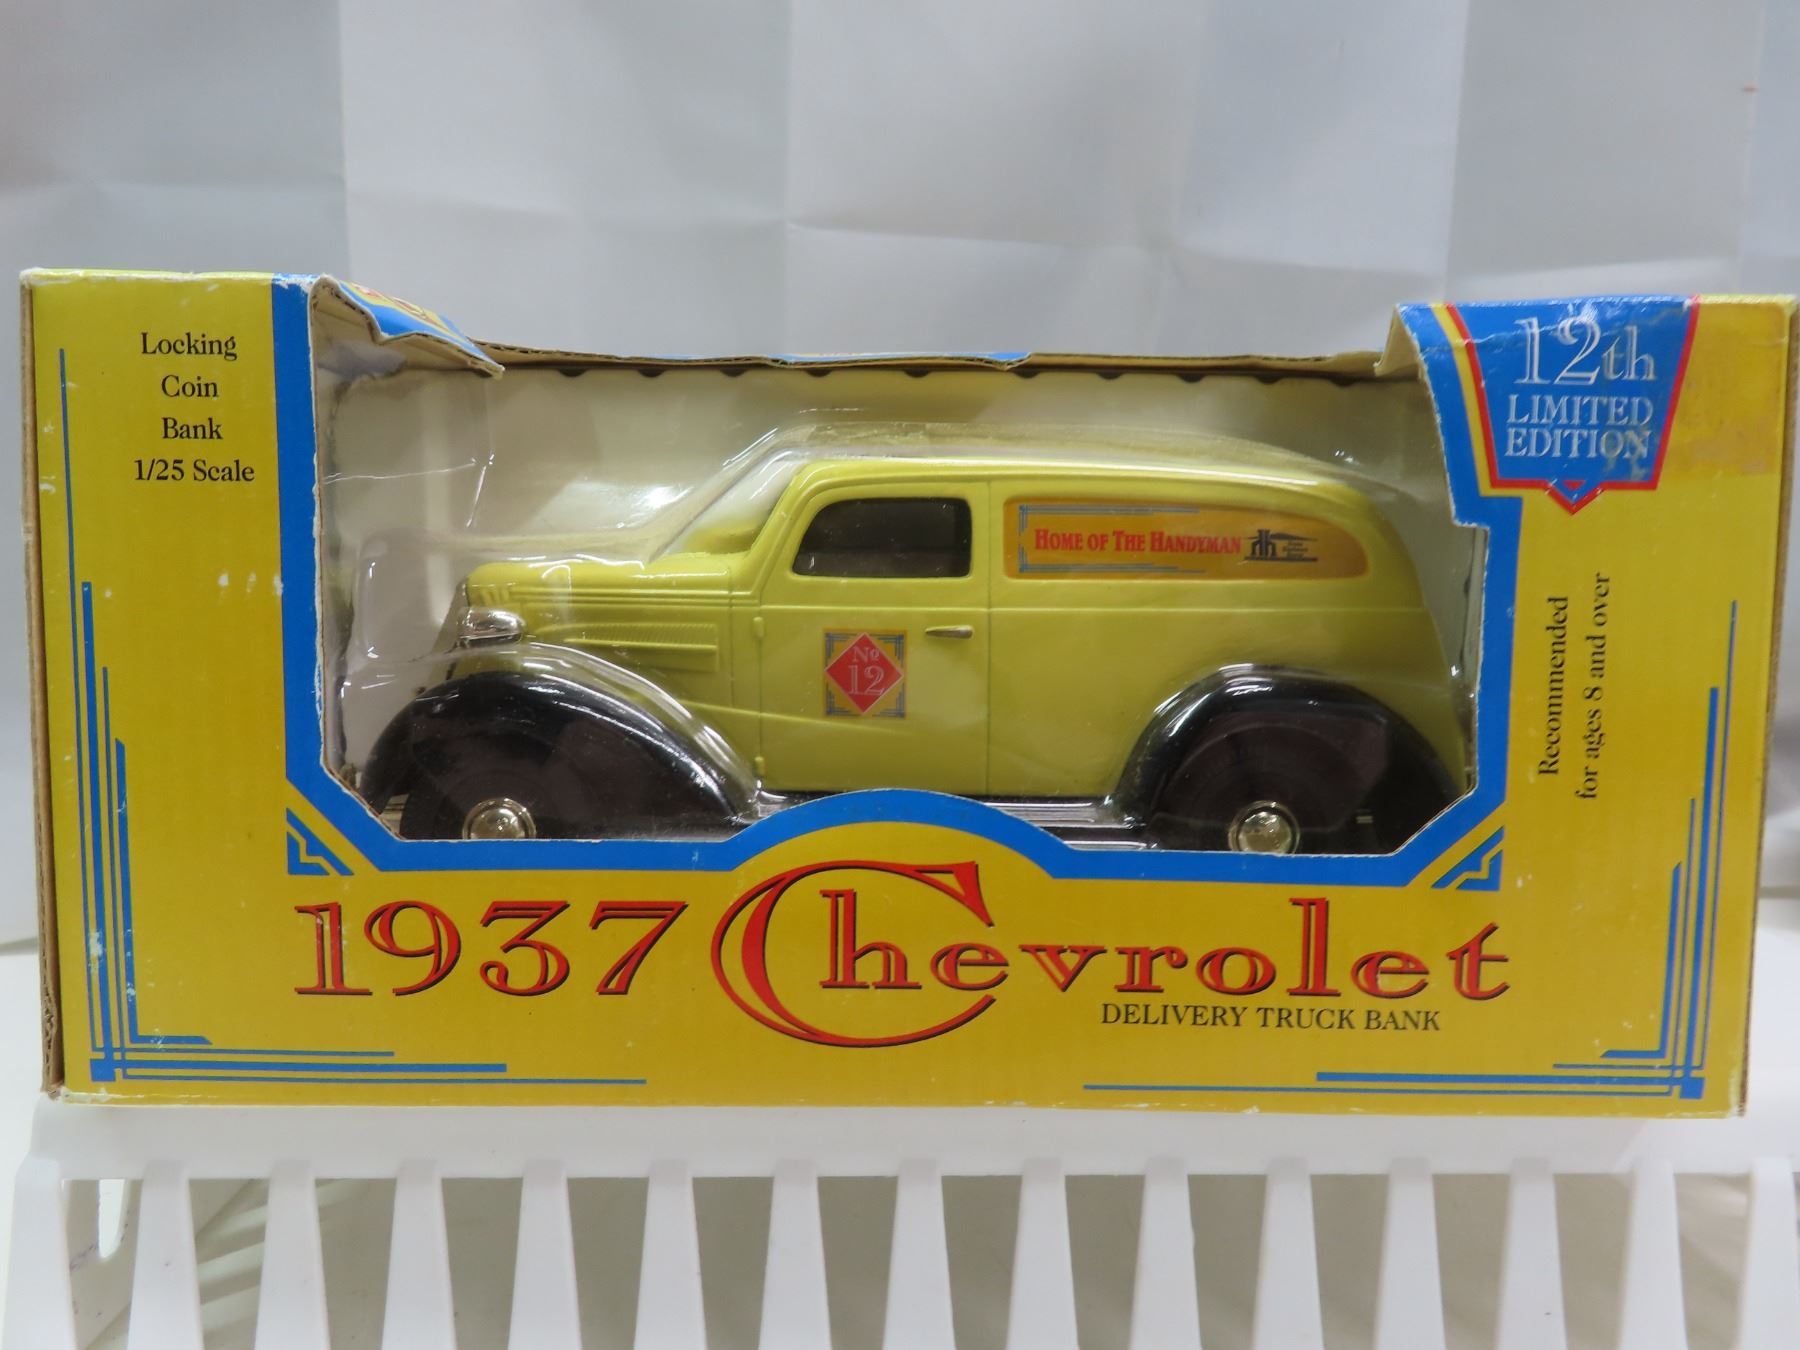 Locking
Coin
Bank
1/25 Scale
12th
LIMITED
EDITION
HOME OF THE HANDYMAN
No
12
Recommended
for ages 8 and over
1937 Chevrolet
DELIVERY TRUCK BANK